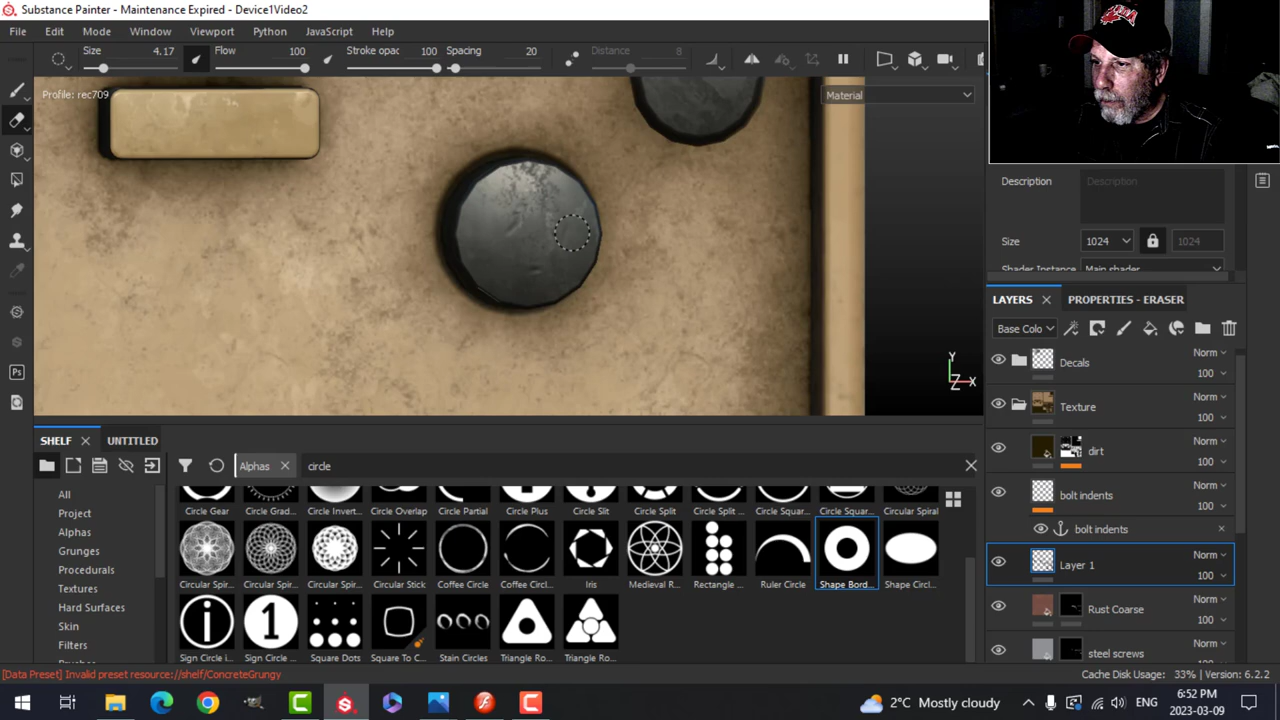 Substance Painter - Maintenance Expired - Device1Video2
File Edit Mode Window Viewport Python JavaScript Help
Size 4.17 Flow 100 Stroke opac 100 Spacing 20 Distance 8
Profile: rec709
Material
Description Description
Size 1024 1024
Shader Instance Main shader
LAYERS PROPERTIES - ERASER
Base Colo
Decals Norm
100
Texture Norm
100
dirt Norm
100
bolt indents Norm
100
bolt indents
Layer 1 Norm
100
Rust Coarse Norm
100
steel screws Norm
100
Y
Z X
SHELF UNTITLED
Alphas circle
All
Project
Alphas
Grunges
Procedurals
Textures
Hard Surfaces
Skin
Filters
Circle Gear Circle Grad... Circle Invert... Circle Overlap Circle Partial Circle Plus Circle Slit Circle Split Circle Split ... Circle Squar... Circle Squar... Circular Spiral
Circular Spir... Circular Spir... Circular Spir... Circular Stick Coffee Circle Coffee Circl... Iris Medieval R... Rectangle ... Ruler Circle Shape Bord... Shape Circl...
Sign Circle i... Sign Circle ... Square Dots Square To C... Stain Circles Triangle Ro... Triangle Ro...
[Data Preset] Invalid preset resource://shelf/ConcreteGrungy
Cache Disk Usage: 33% | Version: 6.2.2
2°C Mostly cloudy
ENG
6:52 PM
2023-03-09